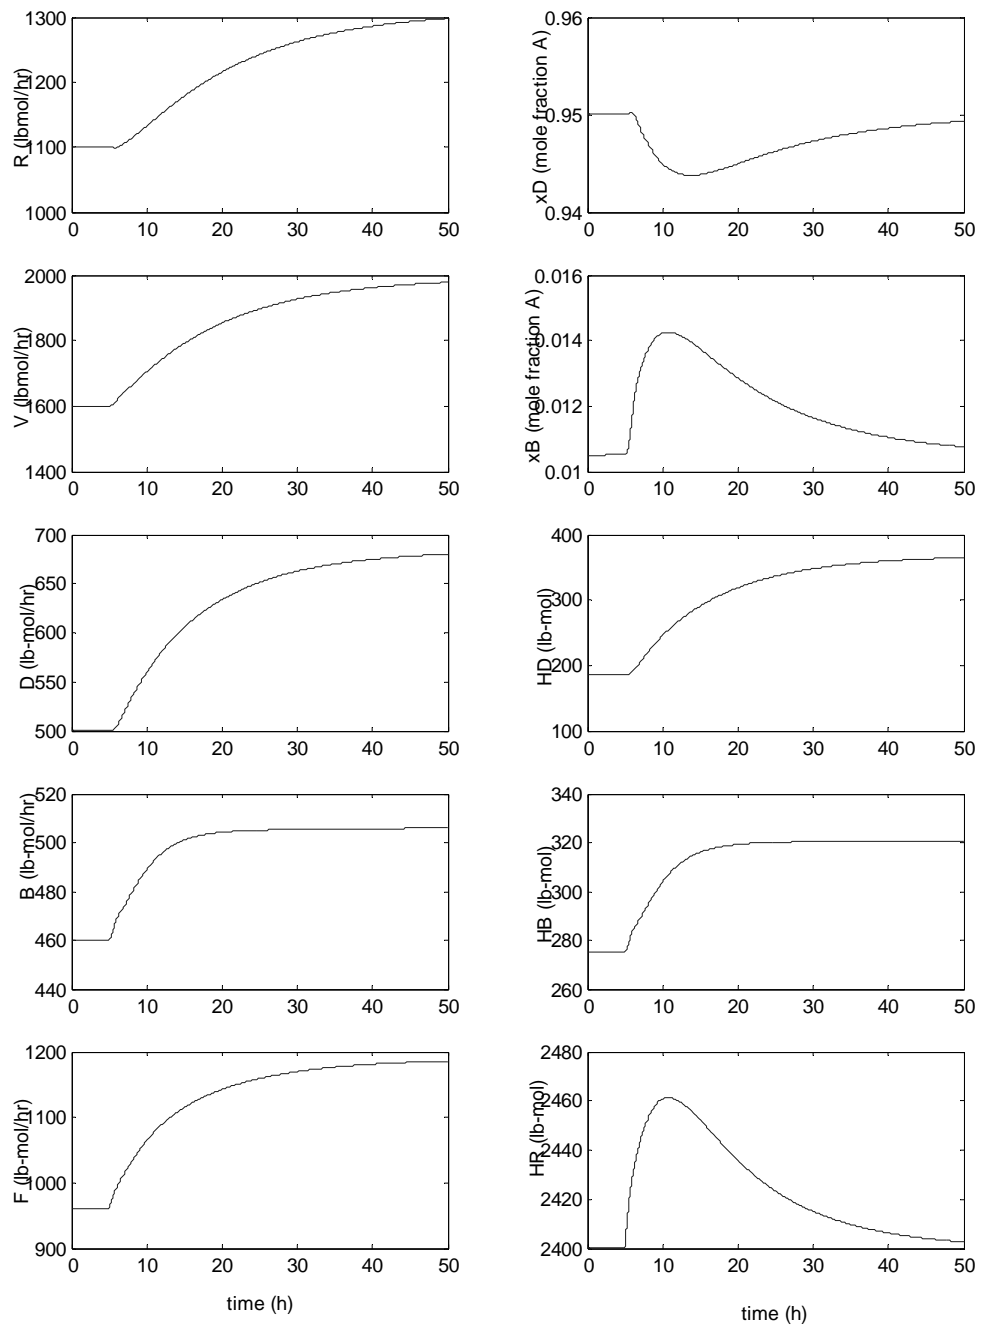 R (lbmol/hr)
1300
1200
1100
1000
0 10 20 30 40 50
xD (mole fraction A)
0.96
0.95
0.94
0 10 20 30 40 50
V (lbmol/hr)
2000
1800
1600
1400
0 10 20 30 40 50
xB (mole fraction A)
0.016
0.014
0.012
0.01
0 10 20 30 40 50
D (lb-mol/hr)
700
650
600
550
500
0 10 20 30 40 50
HD (lb-mol)
400
300
200
100
0 10 20 30 40 50
B (lb-mol/hr)
520
500
480
460
440
0 10 20 30 40 50
HB (lb-mol)
340
320
300
280
260
0 10 20 30 40 50
F (lb-mol/hr)
1200
1100
1000
900
0 10 20 30 40 50
time (h)
HR (lb-mol)
2480
2460
2440
2420
2400
0 10 20 30 40 50
time (h)